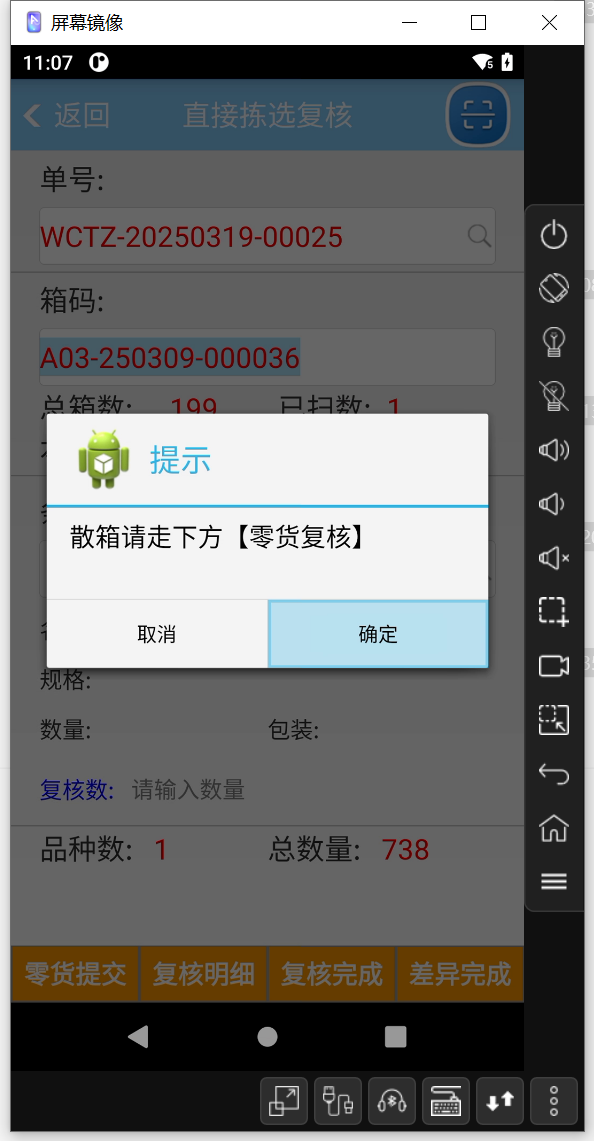 屏幕镜像
11:07
返回 直接拣选复核
单号:
WCTZ-20250319-00025
箱码:
A03-250309-000036
总箱数: 199 已扫数: 1
提示
散箱请走下方【零货复核】
取消 确定
规格:
数量: 包装:
复核数: 请输入数量
品种数: 1 总数量: 738
零货提交 复核明细 复核完成 差异完成